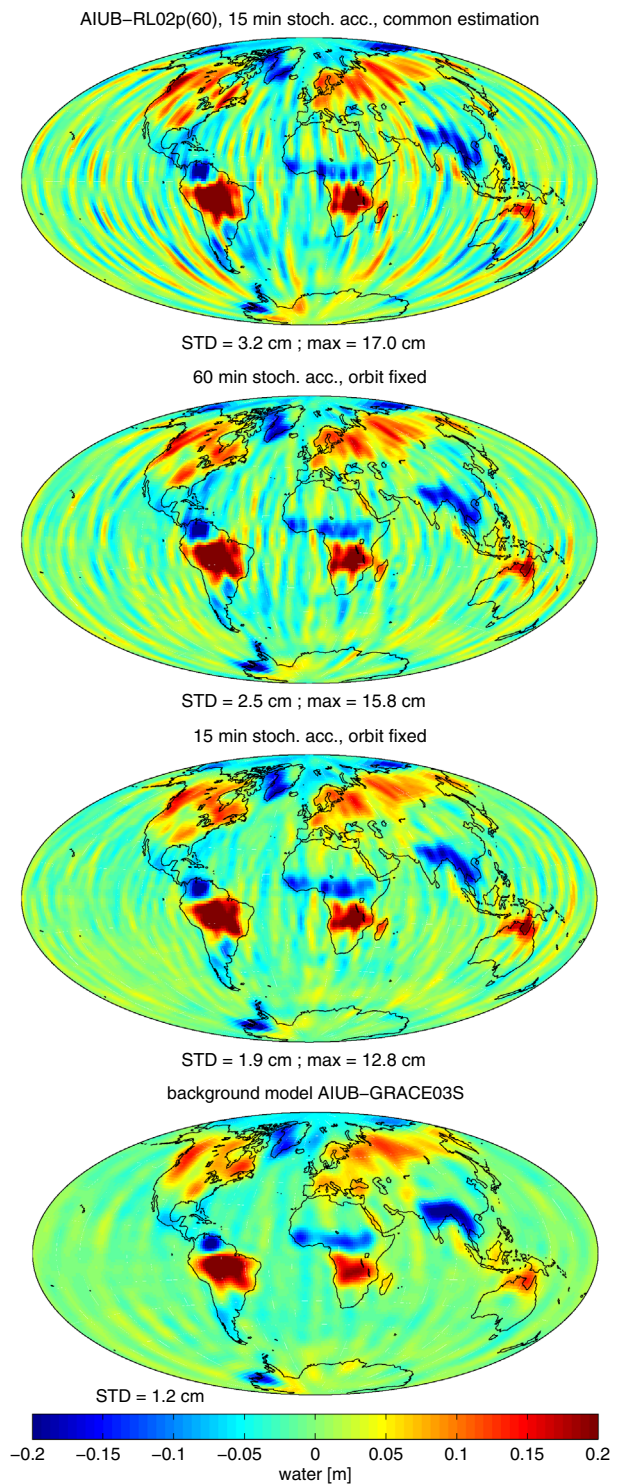 AIUB−RL02p(60), 15 min stoch. acc., common estimation
STD = 3.2 cm ; max = 17.0 cm
60 min stoch. acc., orbit fixed
STD = 2.5 cm ; max = 15.8 cm
15 min stoch. acc., orbit fixed
STD = 1.9 cm ; max = 12.8 cm
background model AIUB−GRACE03S
STD = 1.2 cm
−0.2 −0.15 −0.1 −0.05 0 0.05 0.1 0.15 0.2
water [m]